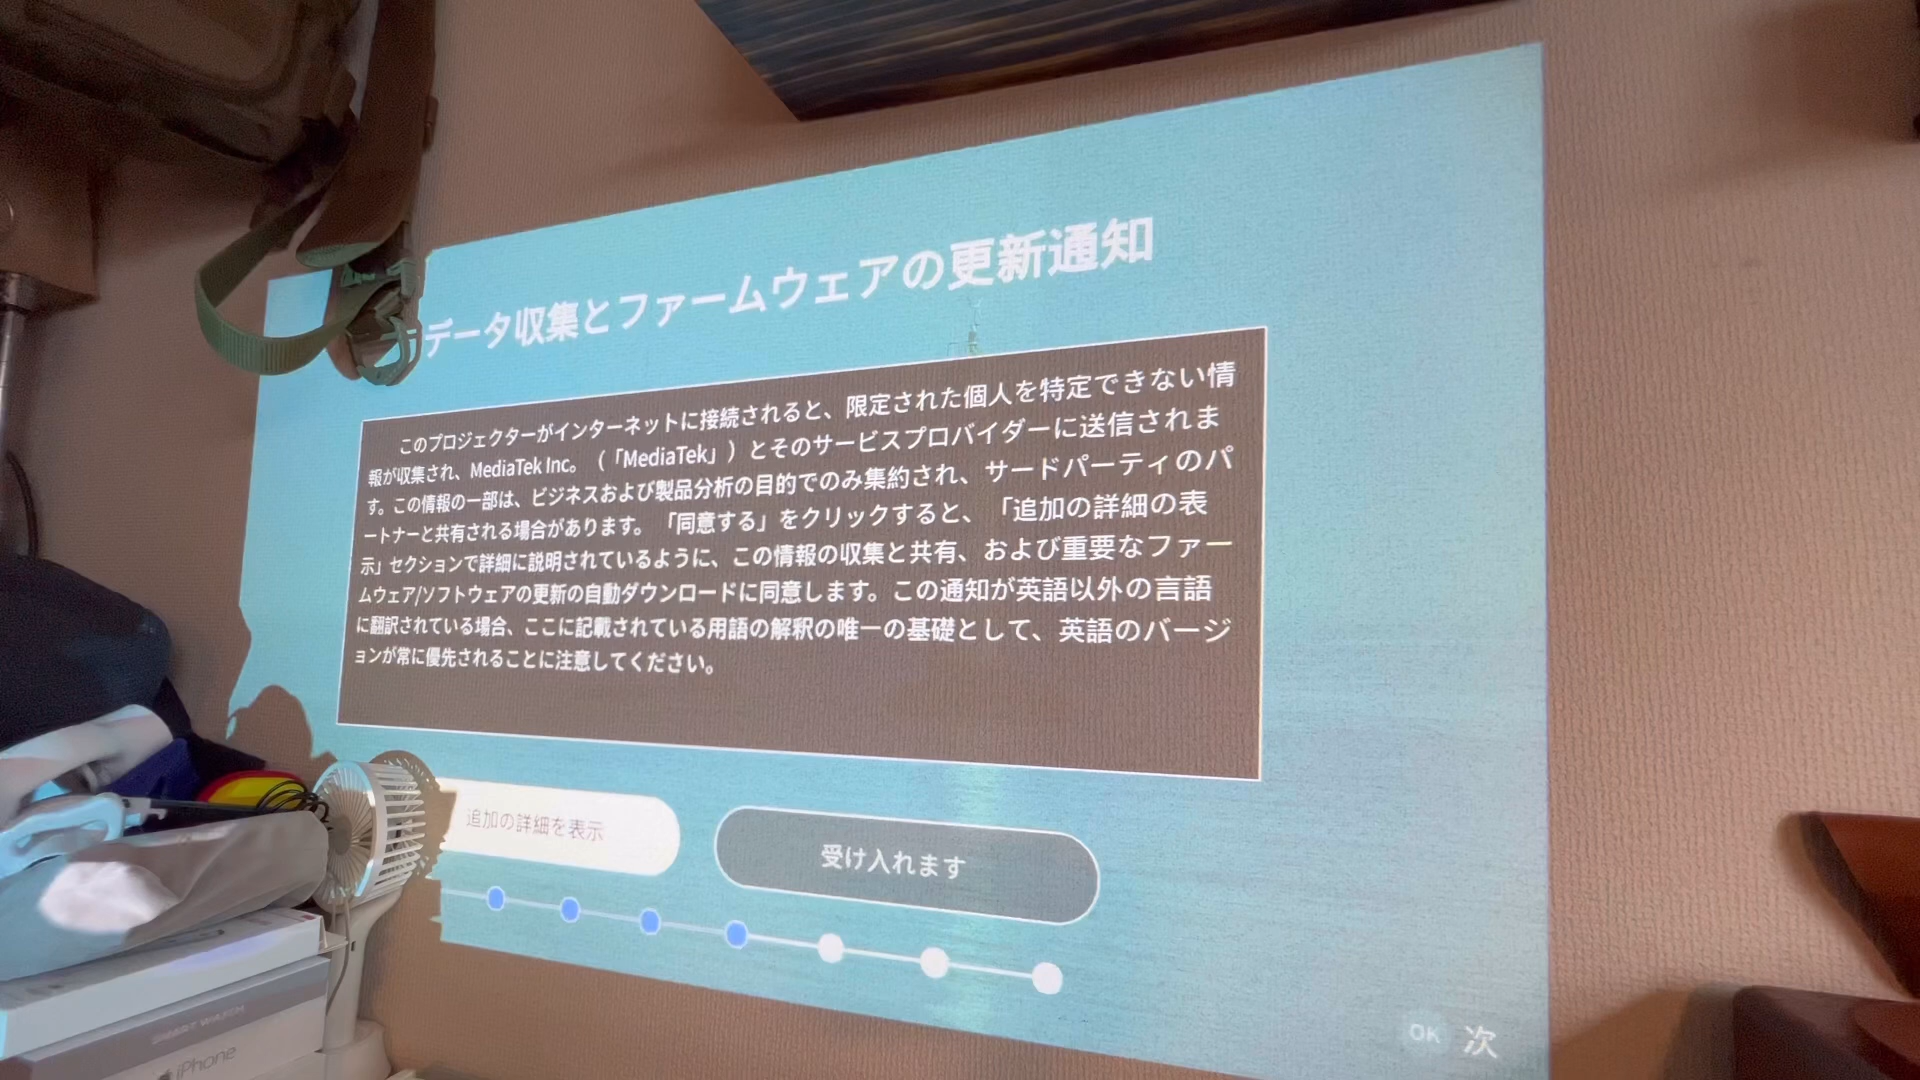 データ収集とファームウェアの更新通知
このプロジェクターがインターネットに接続されると、限定された個人を特定できない情
報が収集され、MediaTek Inc。（「MediaTek」）とそのサービスプロバイダーに送信されま
す。この情報の一部は、ビジネスおよび製品分析の目的でのみ集約され、サードパーティのパ
ートナーと共有される場合があります。「同意する」をクリックすると、「追加の詳細の表
示」セクションで詳細に説明されているように、この情報の収集と共有、および重要なファー
ムウェア/ソフトウェアの更新の自動ダウンロードに同意します。この通知が英語以外の言語
に翻訳されている場合、ここに記載されている用語の解釈の唯一の基礎として、英語のバージ
ョンが常に優先されることに注意してください。
追加の詳細を表示
受け入れます
OK 次
SMART WATCH
iPhone